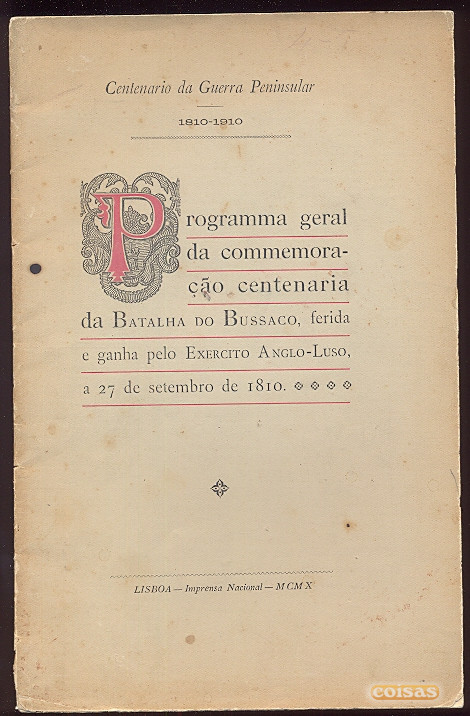 Centenario da Guerra Peninsular
1810-1910
Programma geral
da commemora-
ção centenaria
da BATALHA DO BUSSACO, ferida
e ganha pelo EXERCITO ANGLO-LUSO,
a 27 de setembro de 1810.
LISBOA — Imprensa Nacional — MCMX
coisas